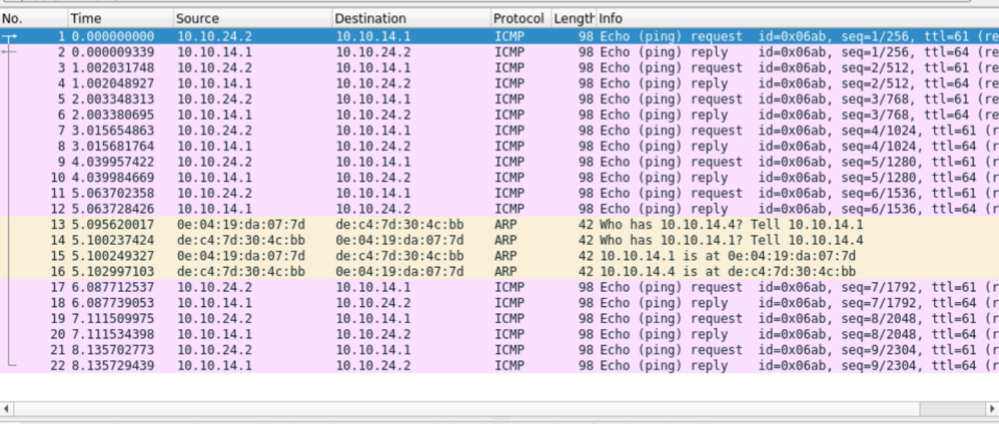 No. Time Source Destination Protocol Length Info
1 0.000000000 10.10.24.2 10.10.14.1 ICMP 98 Echo (ping) request id=0x06ab, seq=1/256, ttl=61 (re
2 0.000009339 10.10.14.1 10.10.24.2 ICMP 98 Echo (ping) reply id=0x06ab, seq=1/256, ttl=64 (re
3 1.002031748 10.10.24.2 10.10.14.1 ICMP 98 Echo (ping) request id=0x06ab, seq=2/512, ttl=61 (re
4 1.002048927 10.10.14.1 10.10.24.2 ICMP 98 Echo (ping) reply id=0x06ab, seq=2/512, ttl=64 (re
5 2.003348313 10.10.24.2 10.10.14.1 ICMP 98 Echo (ping) request id=0x06ab, seq=3/768, ttl=61 (re
6 2.003380695 10.10.14.1 10.10.24.2 ICMP 98 Echo (ping) reply id=0x06ab, seq=3/768, ttl=64 (re
7 3.015654863 10.10.24.2 10.10.14.1 ICMP 98 Echo (ping) request id=0x06ab, seq=4/1024, ttl=61 (r
8 3.015681764 10.10.14.1 10.10.24.2 ICMP 98 Echo (ping) reply id=0x06ab, seq=4/1024, ttl=64 (r
9 4.039957422 10.10.24.2 10.10.14.1 ICMP 98 Echo (ping) request id=0x06ab, seq=5/1280, ttl=61 (r
10 4.039984669 10.10.14.1 10.10.24.2 ICMP 98 Echo (ping) reply id=0x06ab, seq=5/1280, ttl=64 (r
11 5.063702358 10.10.24.2 10.10.14.1 ICMP 98 Echo (ping) request id=0x06ab, seq=6/1536, ttl=61 (r
12 5.063728426 10.10.14.1 10.10.24.2 ICMP 98 Echo (ping) reply id=0x06ab, seq=6/1536, ttl=64 (r
13 5.095620017 0e:04:19:da:07:7d de:c4:7d:30:4c:bb ARP 42 Who has 10.10.14.4? Tell 10.10.14.1
14 5.100237424 de:c4:7d:30:4c:bb 0e:04:19:da:07:7d ARP 42 Who has 10.10.14.1? Tell 10.10.14.4
15 5.100249327 0e:04:19:da:07:7d de:c4:7d:30:4c:bb ARP 42 10.10.14.1 is at 0e:04:19:da:07:7d
16 5.102997103 de:c4:7d:30:4c:bb 0e:04:19:da:07:7d ARP 42 10.10.14.4 is at de:c4:7d:30:4c:bb
17 6.087712537 10.10.24.2 10.10.14.1 ICMP 98 Echo (ping) request id=0x06ab, seq=7/1792, ttl=61 (r
18 6.087739053 10.10.14.1 10.10.24.2 ICMP 98 Echo (ping) reply id=0x06ab, seq=7/1792, ttl=64 (r
19 7.111509975 10.10.24.2 10.10.14.1 ICMP 98 Echo (ping) request id=0x06ab, seq=8/2048, ttl=61 (r
20 7.111534398 10.10.14.1 10.10.24.2 ICMP 98 Echo (ping) reply id=0x06ab, seq=8/2048, ttl=64 (r
21 8.135702773 10.10.24.2 10.10.14.1 ICMP 98 Echo (ping) request id=0x06ab, seq=9/2304, ttl=61 (r
22 8.135729439 10.10.14.1 10.10.24.2 ICMP 98 Echo (ping) reply id=0x06ab, seq=9/2304, ttl=64 (r